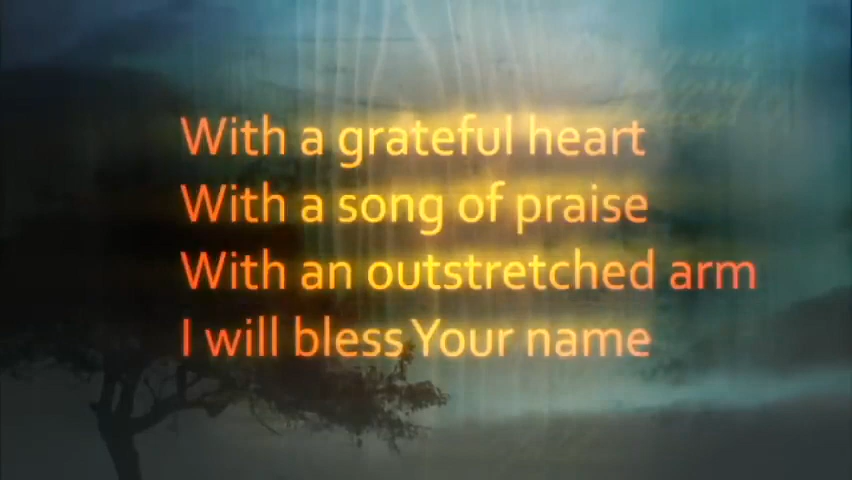 With a grateful heart
With a song of praise
With an outstretched arm
I will bless Your name